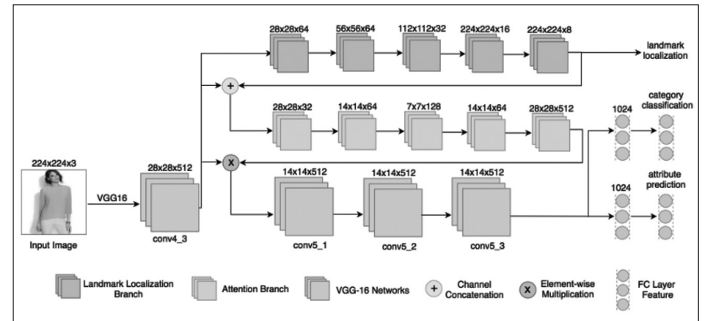 28x28x64
56x56x64
112x112x32
224x224x16
224x224x8
landmark
localization
+
28x28x32
14x14x64
7x7x128
14x14x64
28x28x512
1024
category
classification
224x224x3
VGG16
28x28x512
x
14x14x512
14x14x512
14x14x512
1024
attribute
prediction
Input Image
conv4_3
conv5_1
conv5_2
conv5_3
Landmark Localization
Branch
Attention Branch
VGG-16 Networks
+
Channel
Concatenation
x
Element-wise
Multiplication
FC Layer
Feature